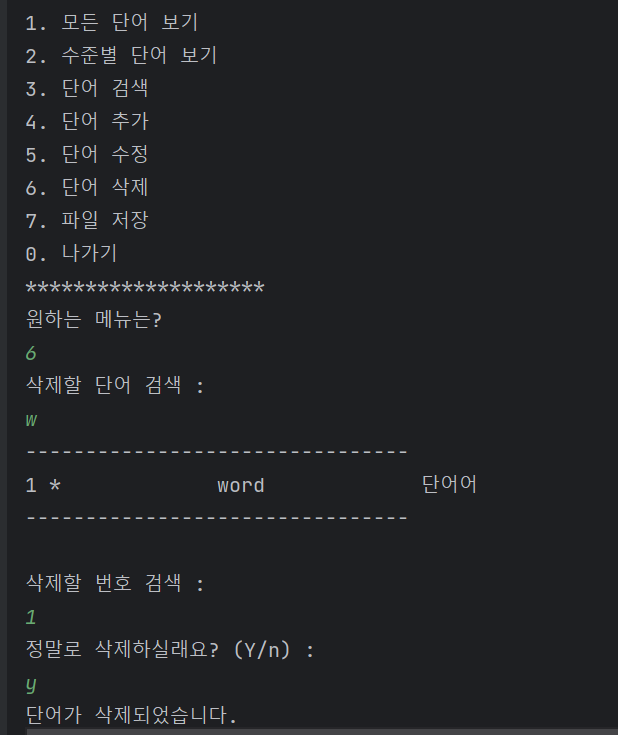 1. 모든 단어 보기
2. 수준별 단어 보기
3. 단어 검색
4. 단어 추가
5. 단어 수정
6. 단어 삭제
7. 파일 저장
0. 나가기
********************
원하는 메뉴는?
6
삭제할 단어 검색 :
w
--------------------------------
1 *             word             단어어
--------------------------------
삭제할 번호 검색 :
1
정말로 삭제하실래요? (Y/n) :
y
단어가 삭제되었습니다.